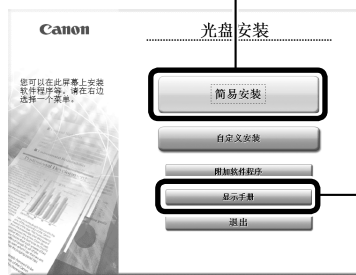 Canon
光盘安装
您可以在此屏幕上安装
软件程序等。请在右边
选择一个菜单。
简易安装
自定义安装
附加软件程序
显示手册
退出